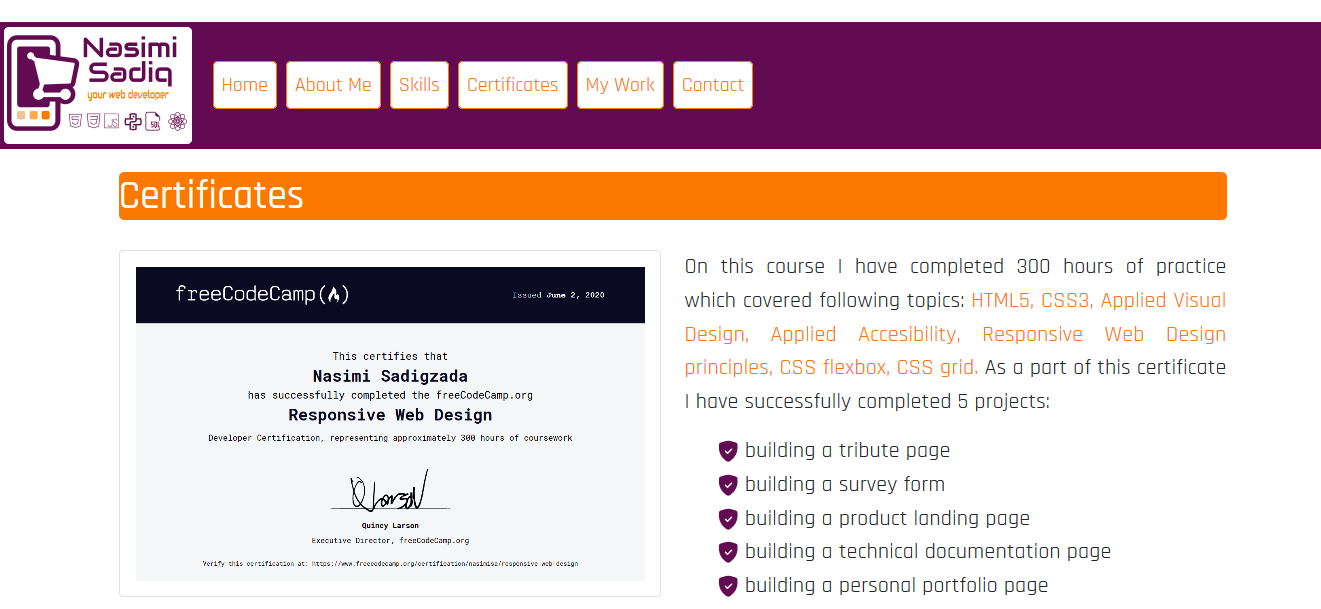 Nasimi
Sadiq
your web developer
JS
SQL
Home
About Me
Skills
Certificates
My Work
Contact
Certificates
freeCodeCamp(🔥)
Issued June 2, 2020
This certifies that
Nasimi Sadigzada
has successfully completed the freeCodeCamp.org
Responsive Web Design
Developer Certification, representing approximately 300 hours of coursework
Quincy Larson
Executive Director, freeCodeCamp.org
Verify this certification at: https://www.freecodecamp.org/certification/nasimisa/responsive-web-design
On this course I have completed 300 hours of practice
which covered following topics: HTML5, CSS3, Applied Visual
Design, Applied Accesibility, Responsive Web Design
principles, CSS flexbox, CSS grid. As a part of this certificate
I have successfully completed 5 projects:
building a tribute page
building a survey form
building a product landing page
building a technical documentation page
building a personal portfolio page